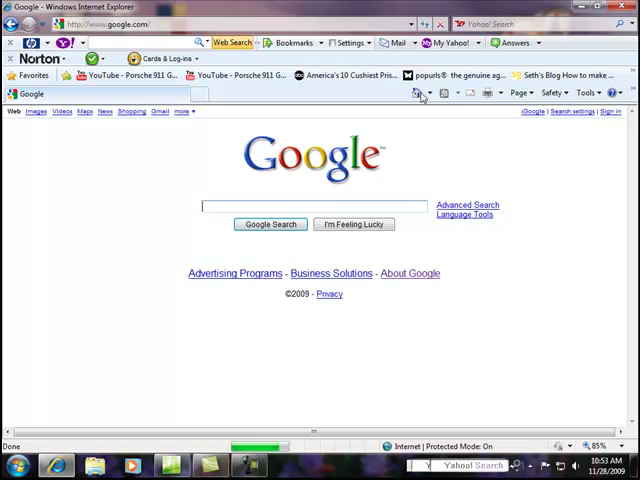 Google - Windows Internet Explorer
http://www.google.com/
Yahoo! Search
Web Search
Bookmarks
Settings
Mail
My Yahoo!
Answers
Norton
Cards & Log-ins
Favorites
YouTube - Porsche 911 G...
YouTube - Porsche 911 G...
America's 10 Cushiest Pris...
popurls® the genuine ag...
Seth's Blog How to make ...
Google
Page
Safety
Tools
Web Images Videos Maps News Shopping Gmail more
iGoogle | Search settings | Sign in
Google
Advanced Search
Language Tools
Google Search
I'm Feeling Lucky
Advertising Programs - Business Solutions - About Google
©2009 - Privacy
Done
Internet | Protected Mode: On
85%
Yahoo! Search
10:53 AM
11/28/2009